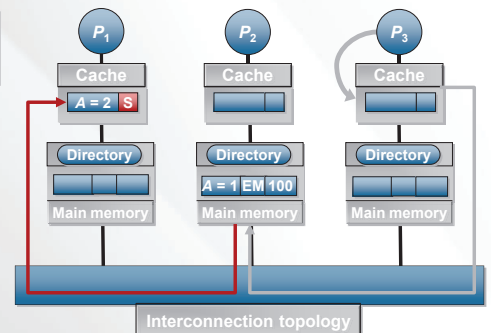 P1
P2
P3
Cache
Cache
Cache
A = 2 S
Directory
Directory
Directory
A = 1 EM 100
Main memory
Main memory
Main memory
Interconnection topology